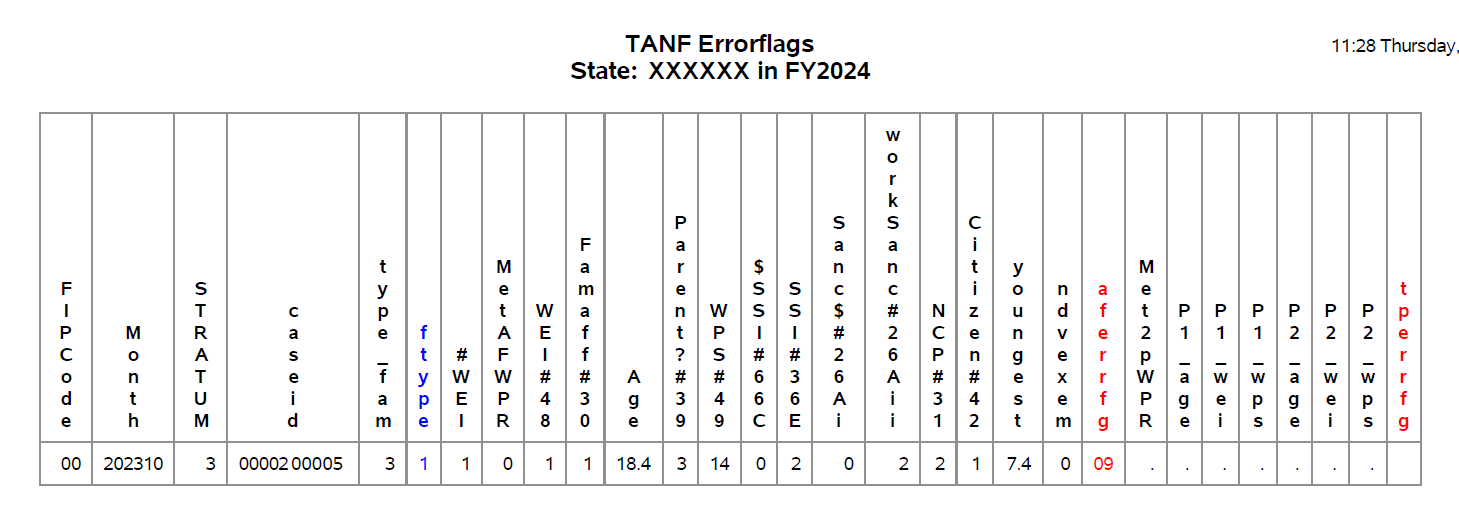 TANF Errorflags
11:28 Thursday,
State: XXXXXX in FY2024
FIPCode Month STRATUM caseid type_fam ftype #WEI MetAFWPR WEI#48 Famaff#30 Age Parent?#39 WPS#49 $SSI#66C SSI#36E Sanc$#26Ai workSanc#26Aii NCP#31 Citizen#42 youngest ndvexem aferrfg Met2pWPR P1_age P1_wei P1_wps P2_age P2_wei P2_wps tperrfg
00 202310 3 0000200005 3 1 1 0 1 1 18.4 3 14 0 2 0 2 2 1 7.4 0 09 . . . . . . .